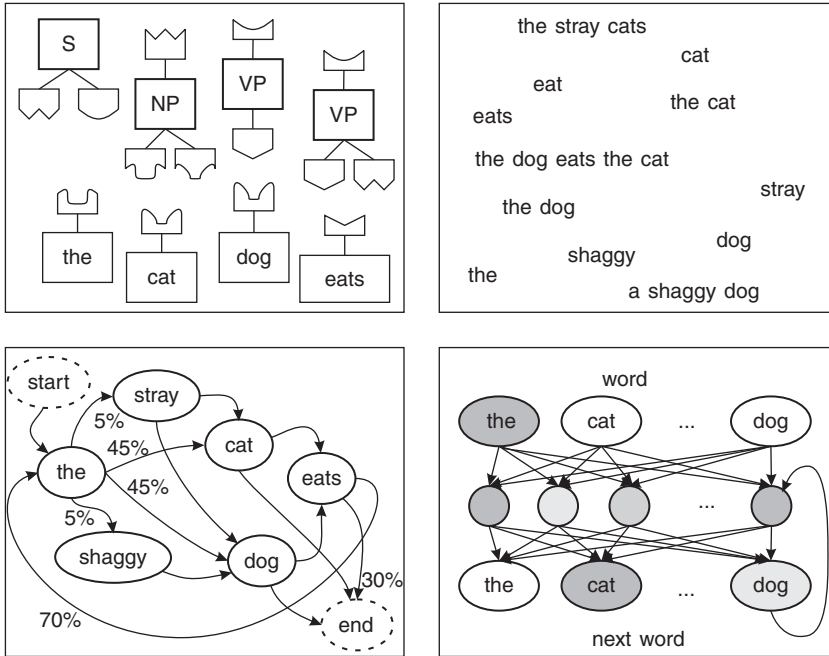 S
NP
VP
VP
the
cat
dog
eats
the stray cats
cat
eat
the cat
eats
the dog eats the cat
stray
the dog
dog
shaggy
the
a shaggy dog
start
stray
5%
45%
cat
the
45%
eats
5%
shaggy
dog
30%
70%
end
word
the cat ... dog
...
the cat ... dog
next word